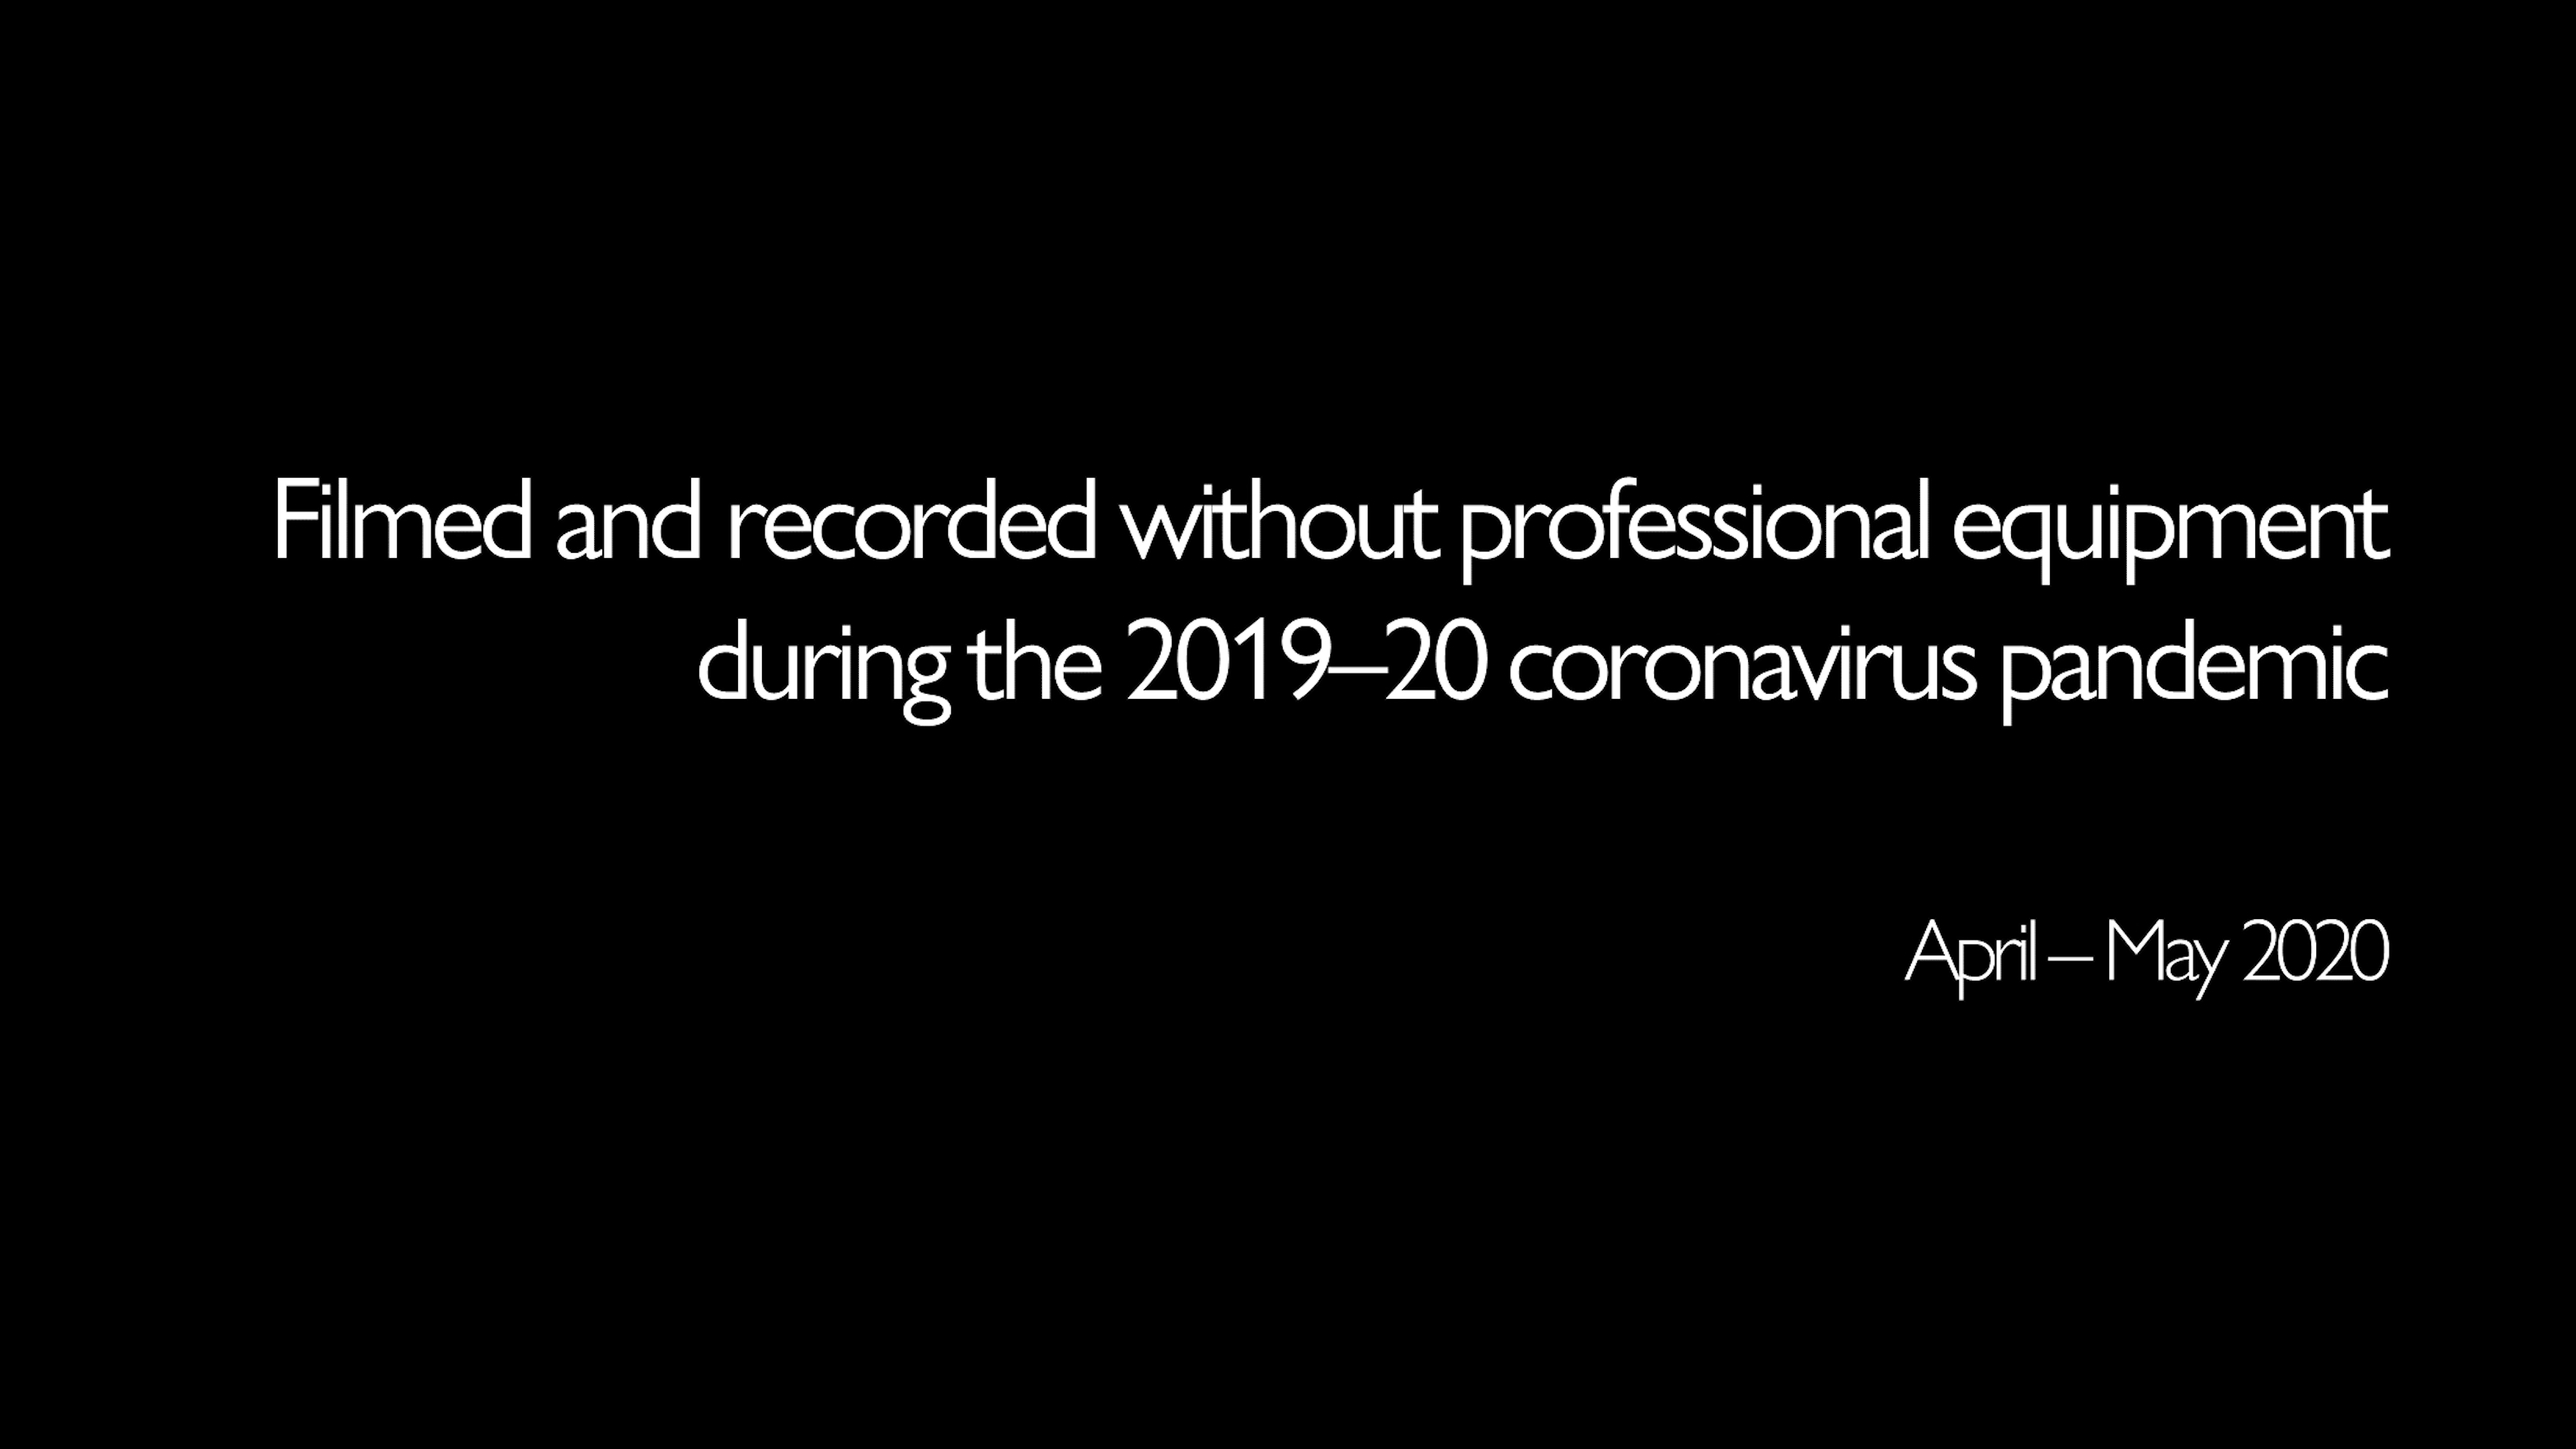 Filmed and recorded without professional equipment
during the 2019–20 coronavirus pandemic
April – May 2020